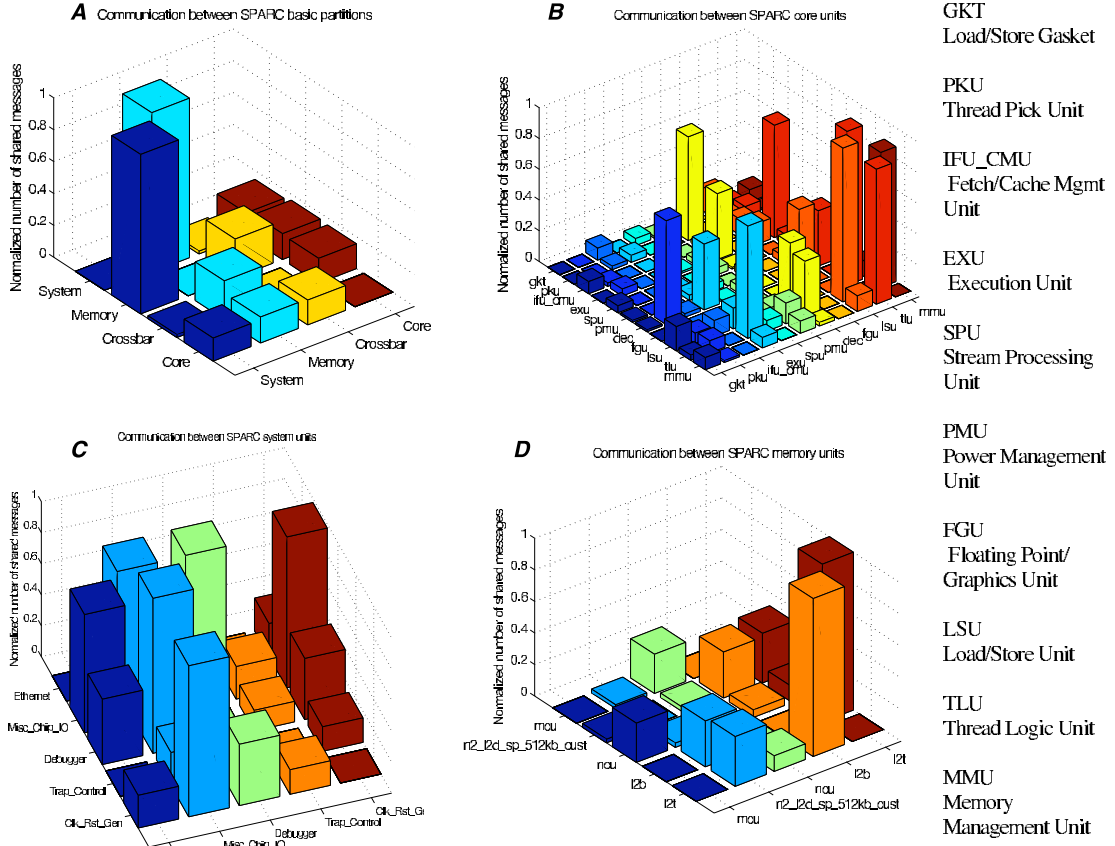 A Communication between SPARC basic partitions
Normalized number of shared messages
1
0.8
0.6
0.4
0.2
0
System
Memory
Crossbar
Core
System
Memory
Crossbar
Core
B Communication between SPARC core units
Normalized number of shared messages
1
0.8
0.6
0.4
0.2
0
gkt
pku
ifu_cmu
exu
spu
pmu
dec
fgu
lsu
tlu
mmu
gkt
pku
ifu_cmu
exu
spu
pmu
dec
fgu
lsu
tlu
mmu
C Communication between SPARC system units
Normalized number of shared messages
1
0.8
0.6
0.4
0.2
0
Ethernet
Misc_Chip_IO
Debugger
Trap_Control
Clk_Rst_Gen
Misc_Chip_IO
Debugger
Trap_Control
Clk_Rst_G
D Communication between SPARC memory units
Normalized number of shared messages
1
0.8
0.6
0.4
0.2
0
mcu
n2_l2d_sp_512kb_cust
ncu
l2b
l2t
mcu
n2_l2d_sp_512kb_cust
ncu
l2b
l2t
GKT
Load/Store Gasket
PKU
Thread Pick Unit
IFU_CMU
Fetch/Cache Mgmt
Unit
EXU
Execution Unit
SPU
Stream Processing
Unit
PMU
Power Management
Unit
FGU
Floating Point/
Graphics Unit
LSU
Load/Store Unit
TLU
Thread Logic Unit
MMU
Memory
Management Unit